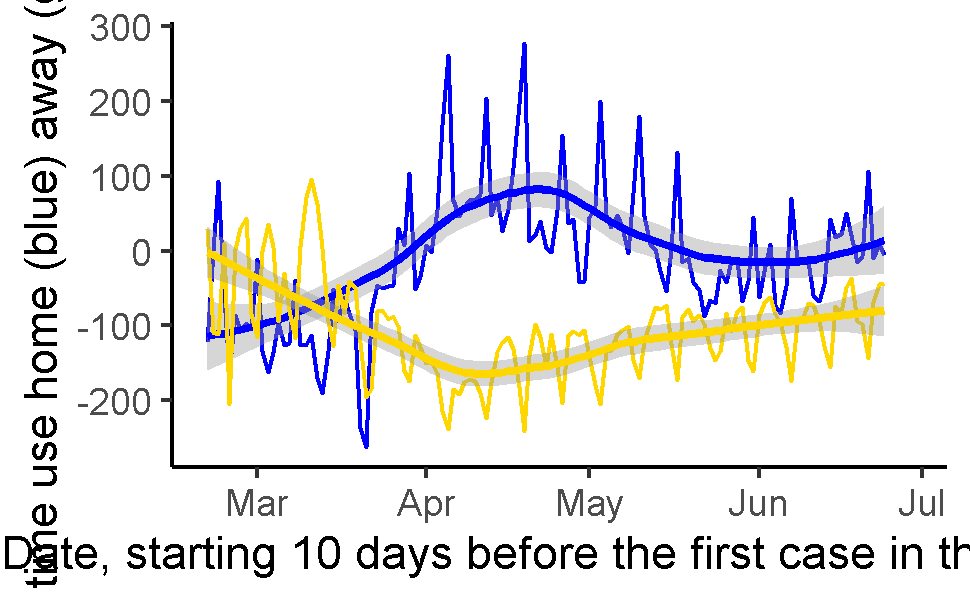 time use home (blue) away (
300
200
100
0
-100
-200
Mar Apr May Jun Jul
Date, starting 10 days before the first case in th